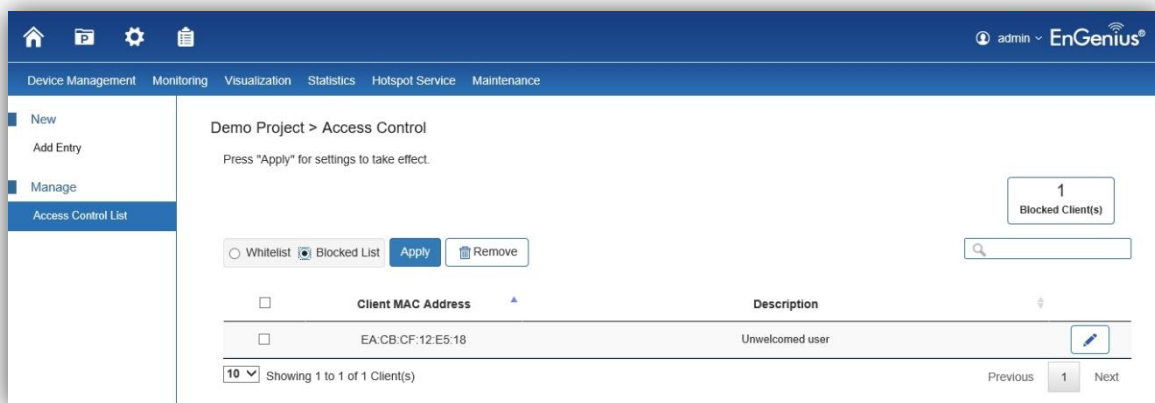 admin EnGenius®
Device Management Monitoring Visualization Statistics Hotspot Service Maintenance
New
Add Entry
Manage
Access Control List
Demo Project > Access Control
Press "Apply" for settings to take effect.
1
Blocked Client(s)
Whitelist Blocked List Apply Remove
Client MAC Address Description
EA:CB:CF:12:E5:18 Unwelcomed user
10 Showing 1 to 1 of 1 Client(s) Previous 1 Next